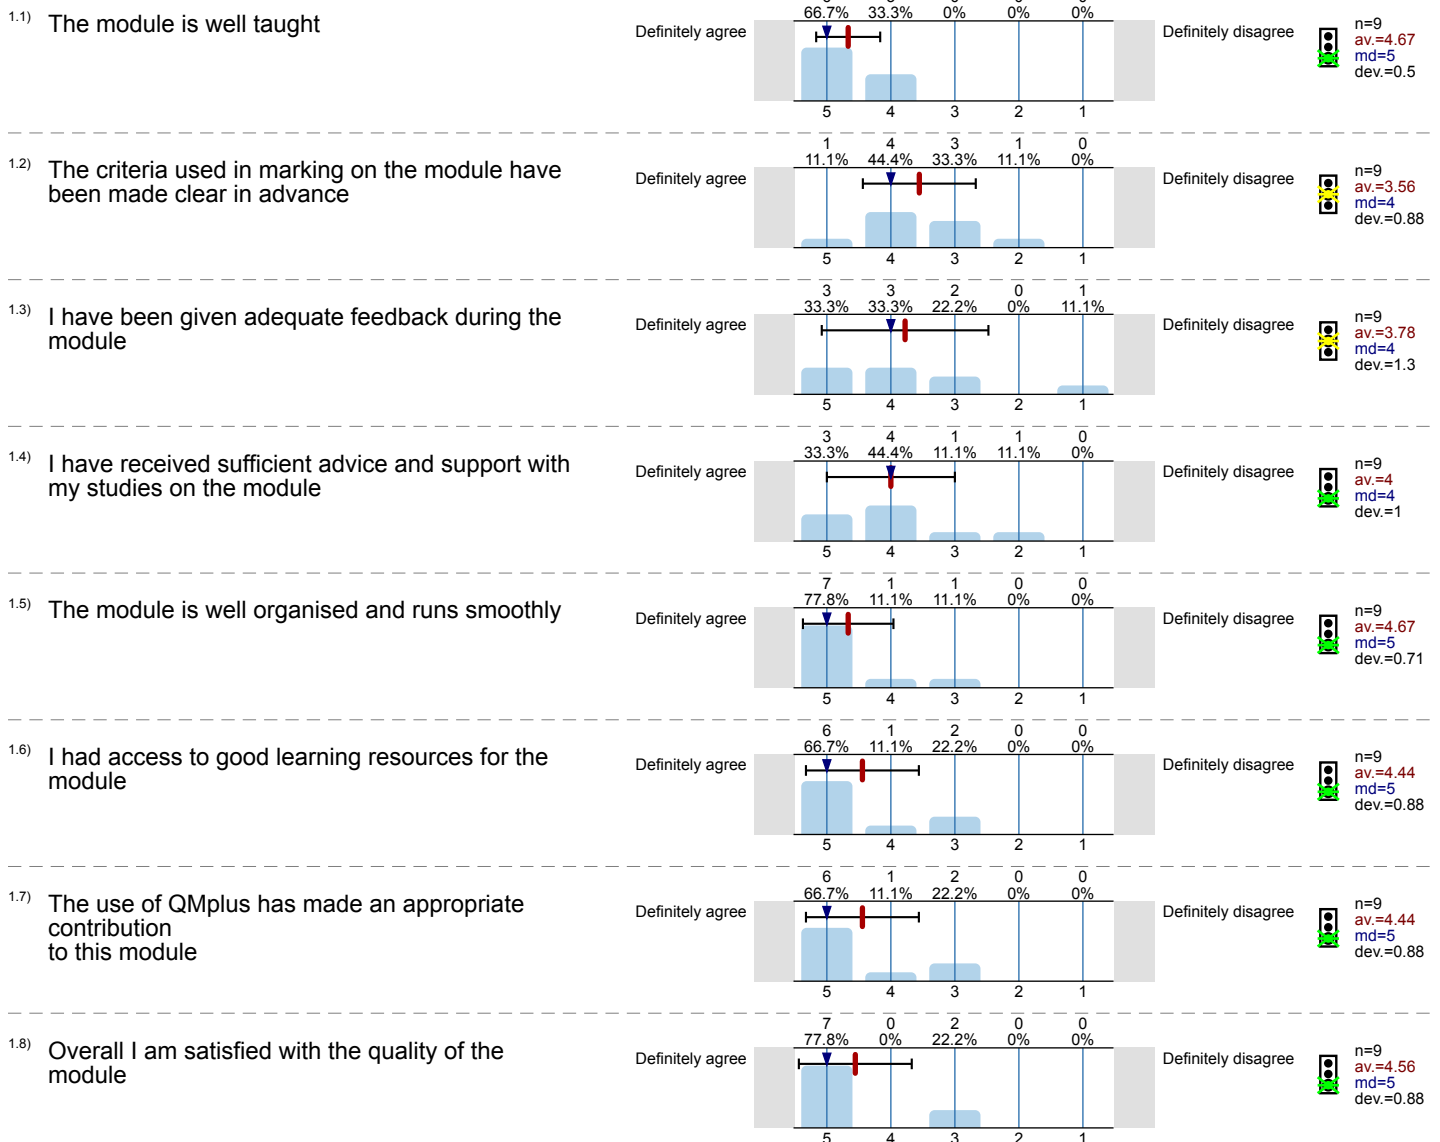 66.7% 33.3% 0% 0% 0%
1.1) The module is well taught
Definitely agree
Definitely disagree
n=9
av.=4.67
md=5
dev.=0.5
5 4 3 2 1
1 4 3 1 0
11.1% 44.4% 33.3% 11.1% 0%
1.2) The criteria used in marking on the module have
been made clear in advance
Definitely agree
Definitely disagree
n=9
av.=3.56
md=4
dev.=0.88
5 4 3 2 1
3 3 2 0 1
33.3% 33.3% 22.2% 0% 11.1%
1.3) I have been given adequate feedback during the
module
Definitely agree
Definitely disagree
n=9
av.=3.78
md=4
dev.=1.3
5 4 3 2 1
3 4 1 1 0
33.3% 44.4% 11.1% 11.1% 0%
1.4) I have received sufficient advice and support with
my studies on the module
Definitely agree
Definitely disagree
n=9
av.=4
md=4
dev.=1
5 4 3 2 1
7 1 1 0 0
77.8% 11.1% 11.1% 0% 0%
1.5) The module is well organised and runs smoothly
Definitely agree
Definitely disagree
n=9
av.=4.67
md=5
dev.=0.71
5 4 3 2 1
6 1 2 0 0
66.7% 11.1% 22.2% 0% 0%
1.6) I had access to good learning resources for the
module
Definitely agree
Definitely disagree
n=9
av.=4.44
md=5
dev.=0.88
5 4 3 2 1
6 1 2 0 0
66.7% 11.1% 22.2% 0% 0%
1.7) The use of QMplus has made an appropriate
contribution
to this module
Definitely agree
Definitely disagree
n=9
av.=4.44
md=5
dev.=0.88
5 4 3 2 1
7 0 2 0 0
77.8% 0% 22.2% 0% 0%
1.8) Overall I am satisfied with the quality of the
module
Definitely agree
Definitely disagree
n=9
av.=4.56
md=5
dev.=0.88
5 4 3 2 1